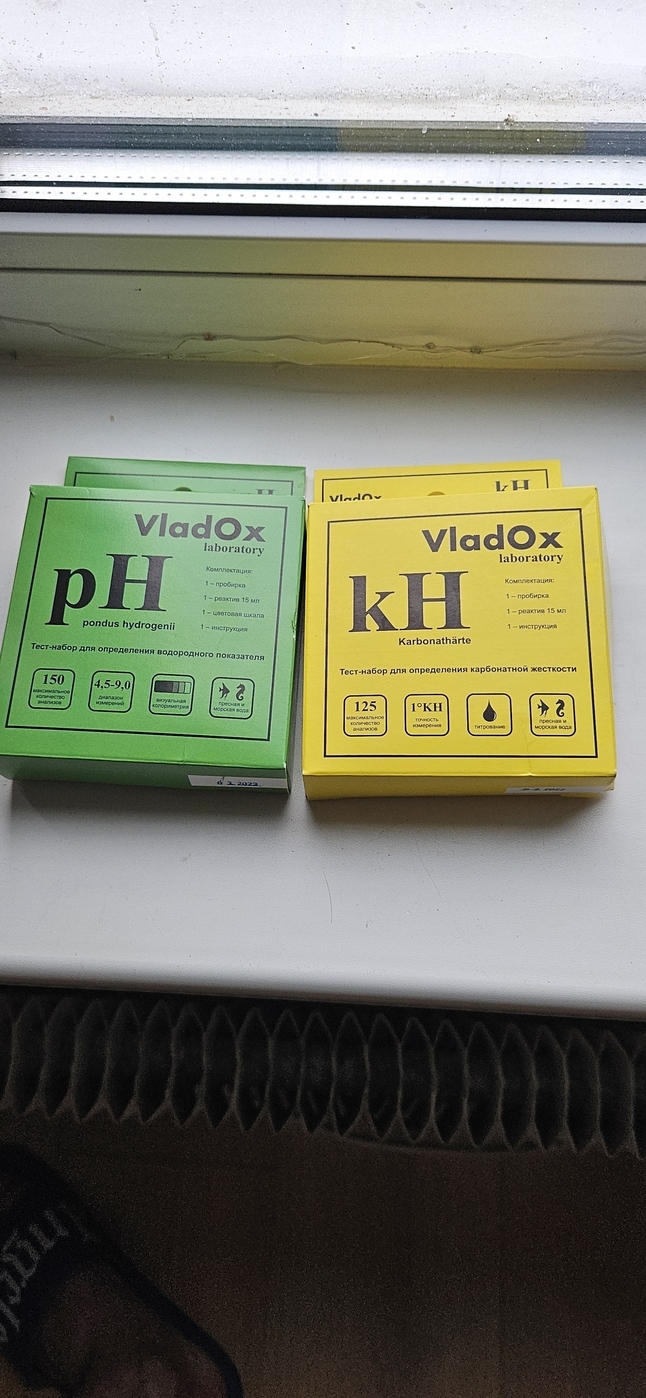 VladOx
laboratory
pH
pondus hydrogenii
Комплектация:
1 – пробирка
1 – реактив 15 мл
1 – цветовая шкала
1 – инструкция
Тест-набор для определения водородного показателя
150
максимальное
количество
анализов
4,5-9,0
диапазон
измерений
визуальная
колориметрия
пресная и
морская вода
kH
VladOx
kH
VladOx
laboratory
Karbonathärte
Комплектация:
1 – пробирка
1 – реактив 15 мл
1 – инструкция
Тест-набор для определения карбонатной жесткости
125
максимальное
количество
анализов
1°KH
точность
измерения
титрование
пресная и
морская вода